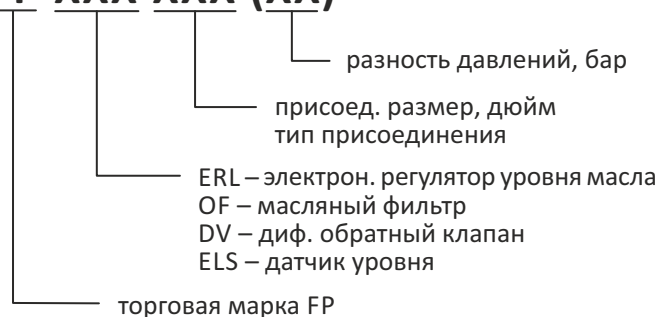 XXX XXX (XX)
разность давлений, бар
присоед. размер, дюйм
тип присоединения
ERL – электрон. регулятор уровня масла
OF – масляный фильтр
DV – диф. обратный клапан
ELS – датчик уровня
торговая марка FP